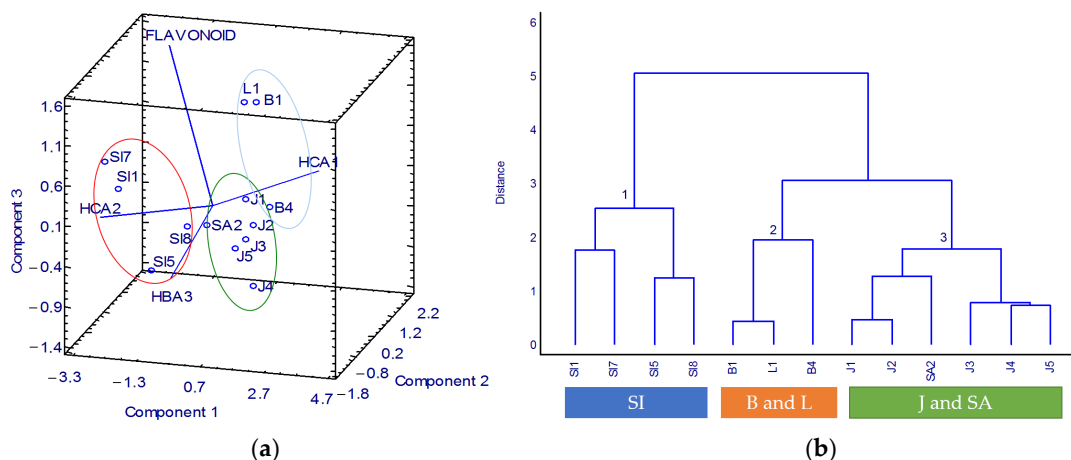 FLAVONOID
L1
B1
HCA1
SI7
SI1
HCA2
J1
B4
SA2
J2
SI8
J3
J5
SI5
HBA3
J4
Component 3
1.6
1.1
0.6
0.1
−0.4
−0.9
−1.4
−3.3
−1.3
0.7
2.7
4.7
Component 1
−1.8
−0.8
0.2
1.2
2.2
Component 2
(a)
Distance
6
5
4
3
2
1
0
1
2
3
SI1
SI7
SI5
SI8
B1
L1
B4
J1
J2
SA2
J3
J4
J5
SI
B and L
J and SA
(b)